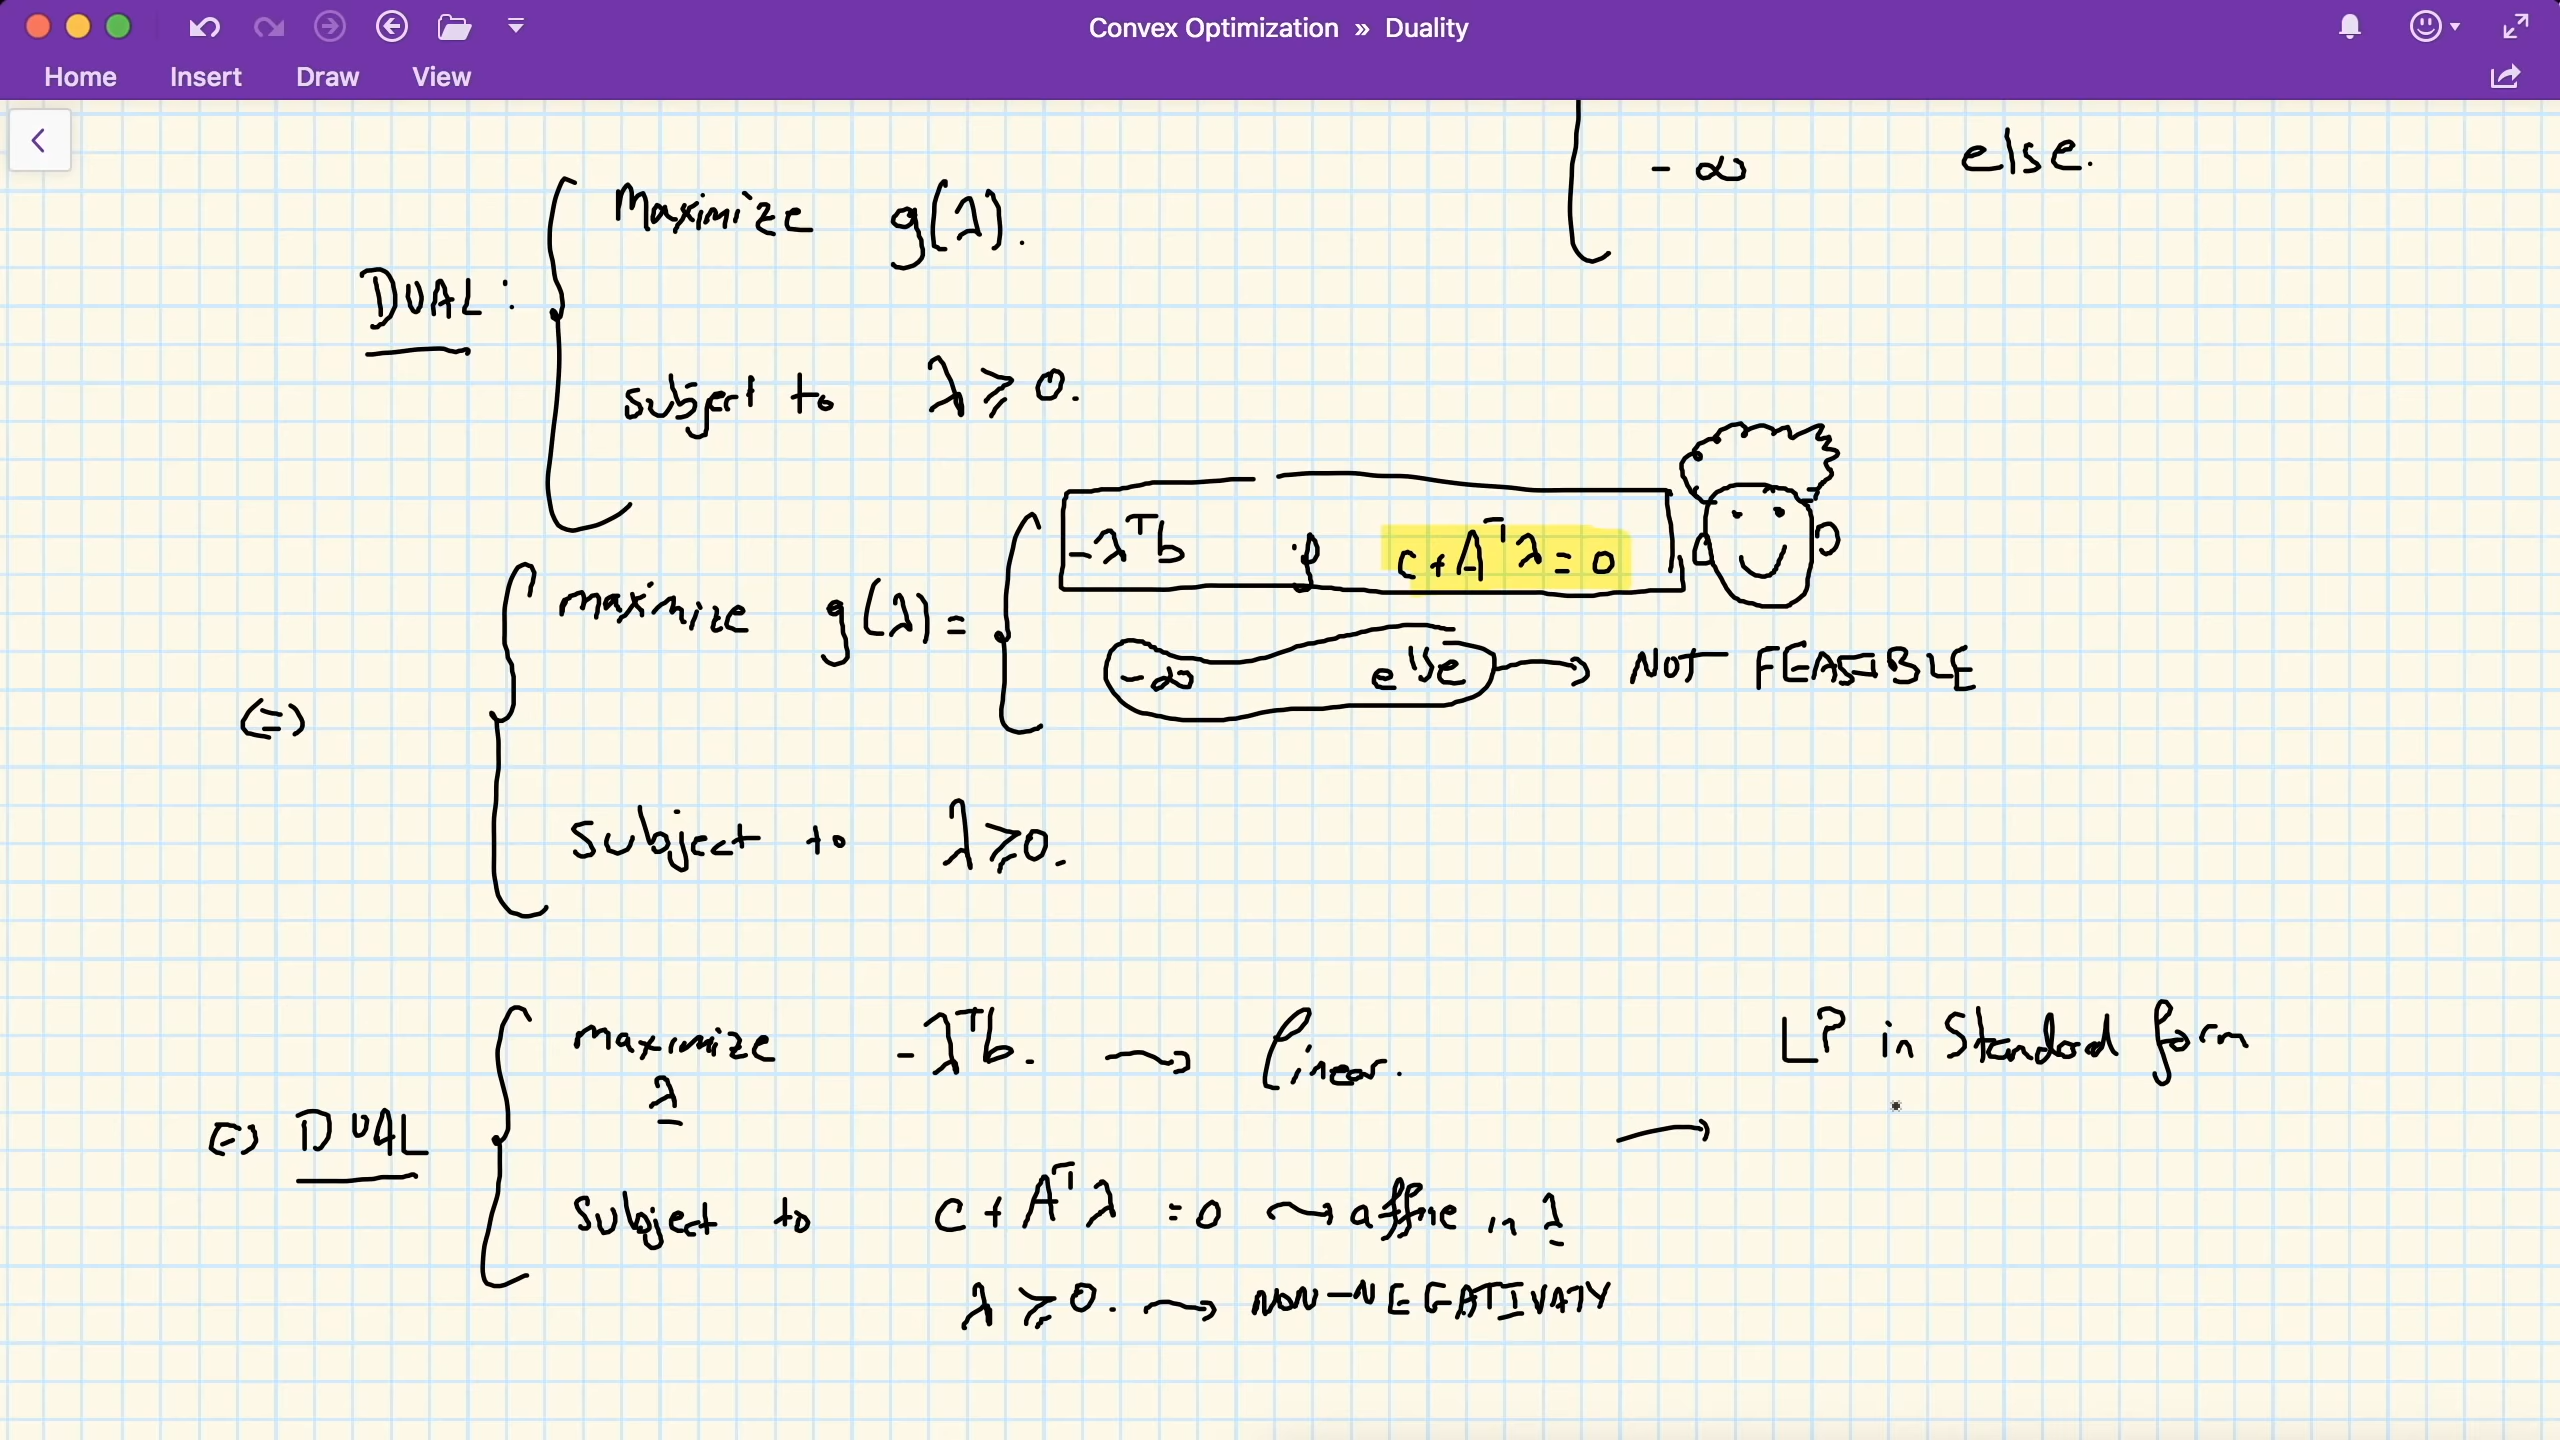 Convex Optimization » Duality
Home Insert Draw View
- ∞ else.
Maximize g(λ).
DUAL:
subject to λ ≥ 0.
-λᵀb if c + Aᵀλ = 0
maximize g(λ) =
-∞ else → NOT FEASIBLE
(=)
subject to λ ≥ 0.
maximize -λᵀb. → linear. LP in Standard form
λ
(=) DUAL →
subject to c + Aᵀλ = 0 → affine in λ
λ ≥ 0. → NON-NEGATIVATY